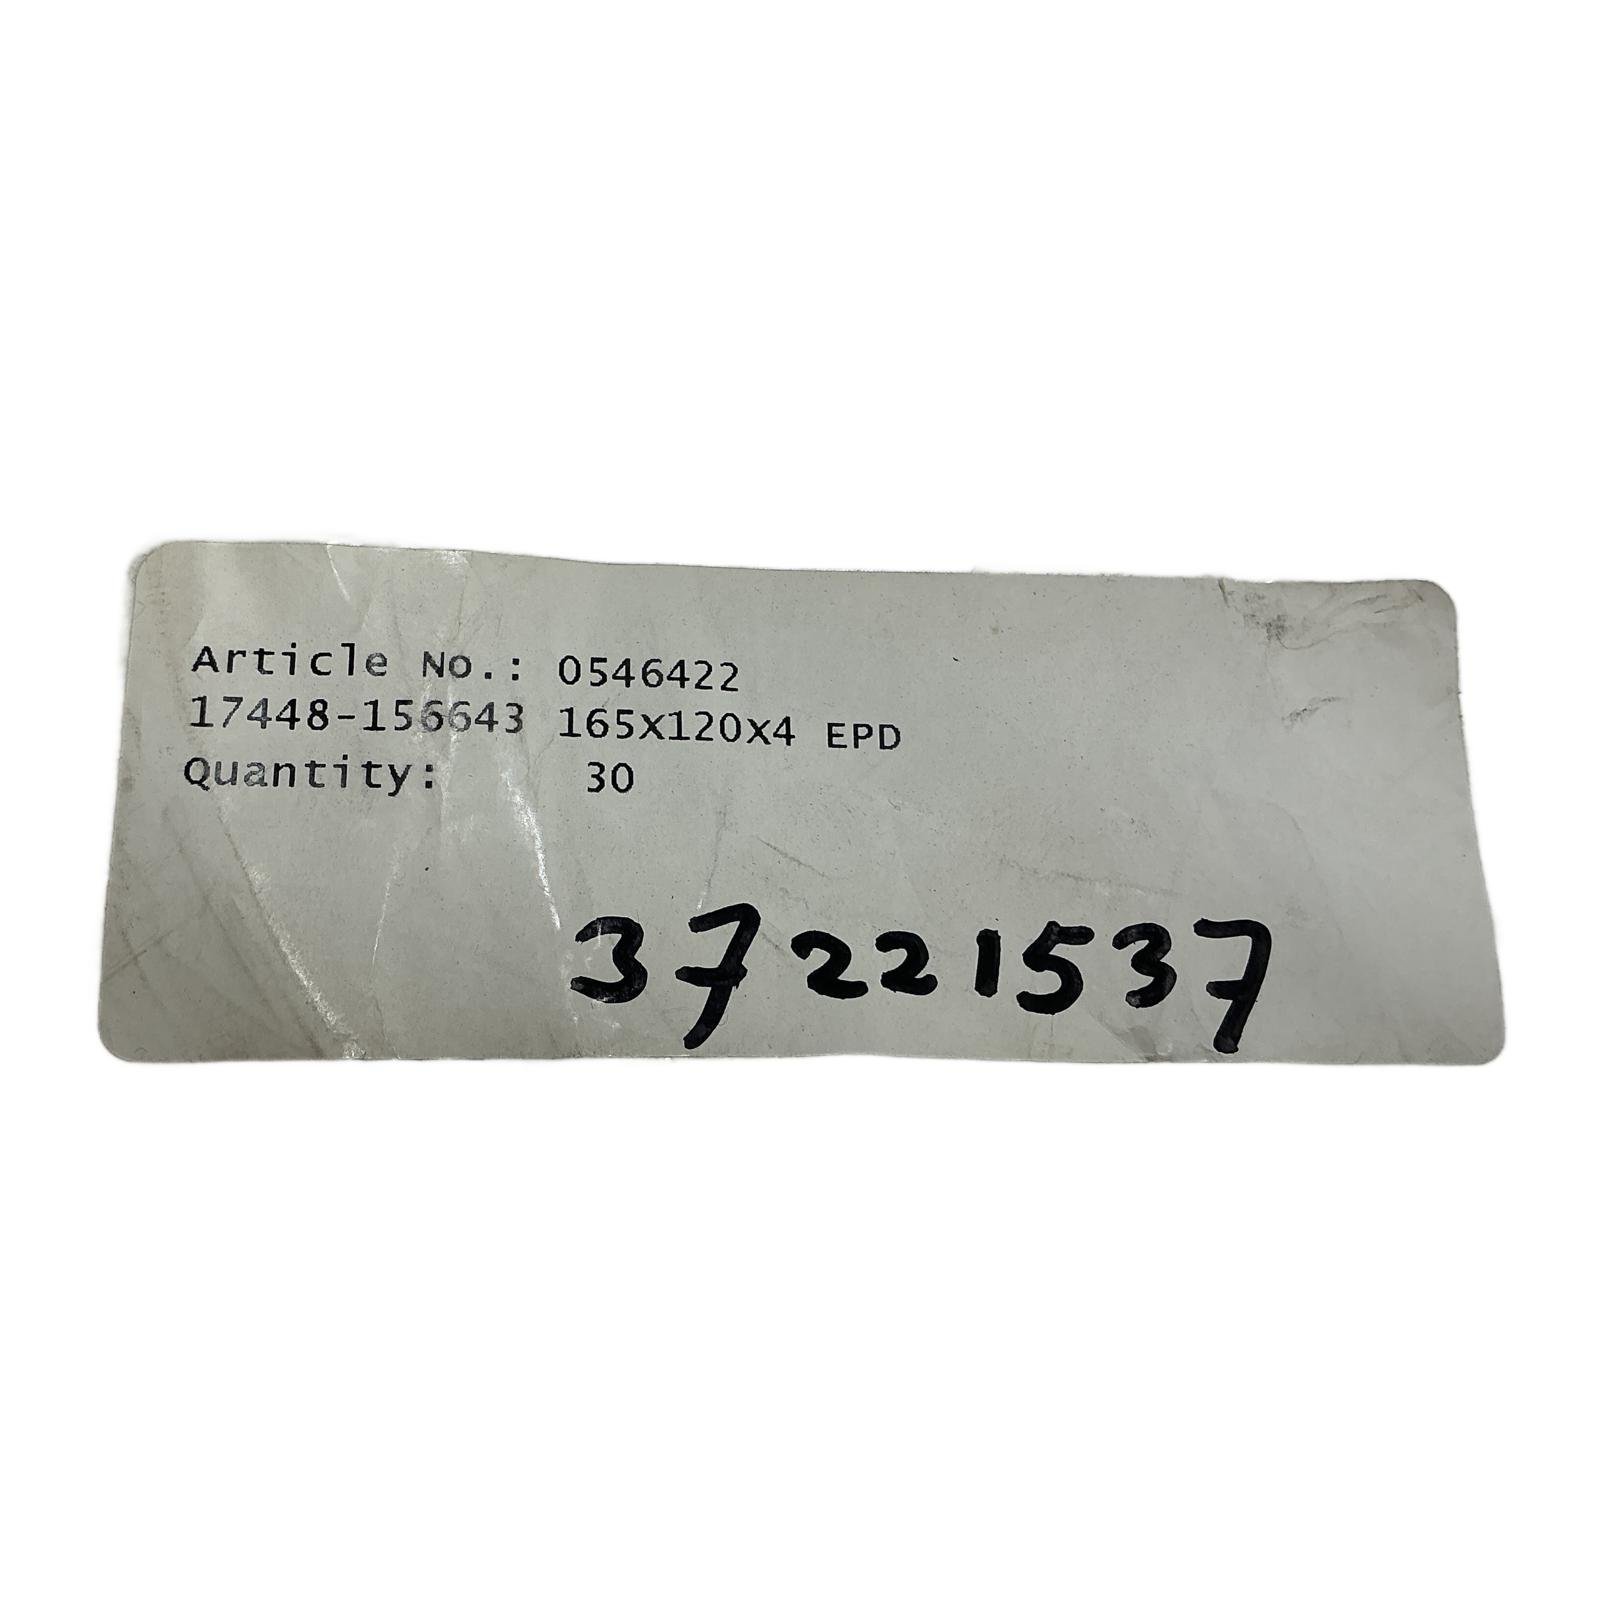 Article No.: 0546422
17448-156643 165x120x4 EPD
Quantity: 30
37221537